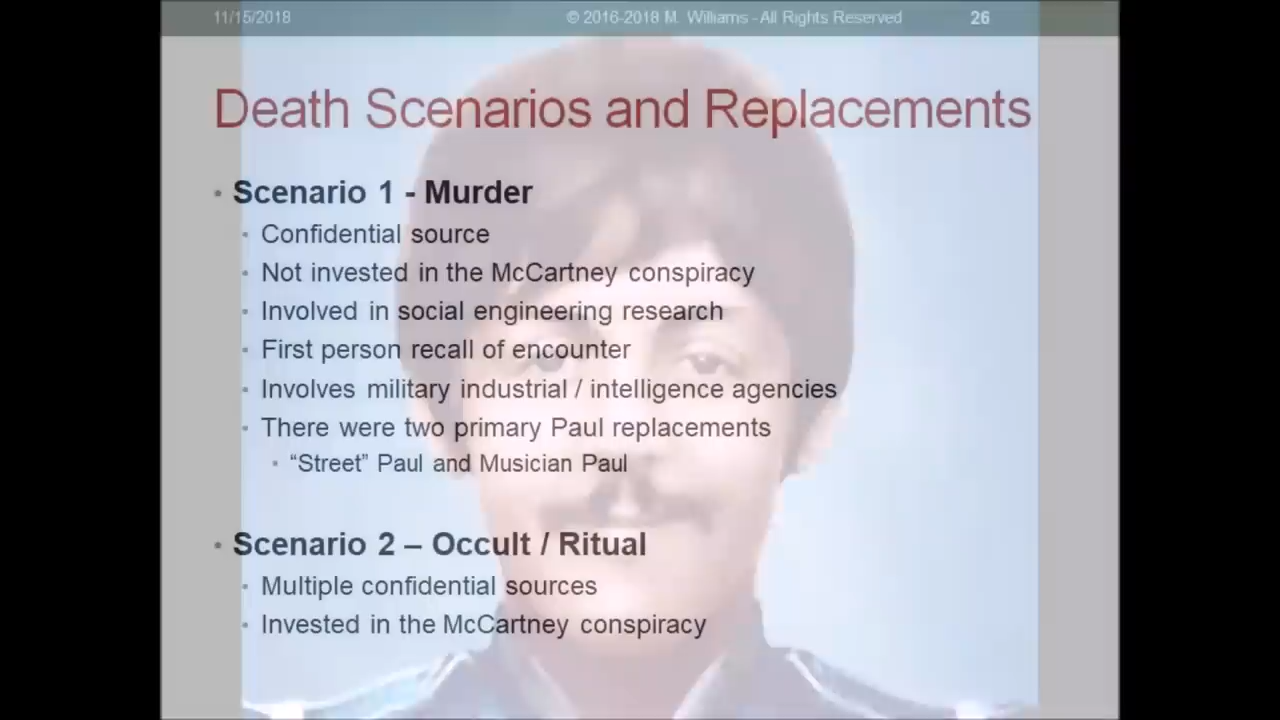 11/15/2018 © 2016-2018 M. Williams - All Rights Reserved 26
Death Scenarios and Replacements
• Scenario 1 - Murder
• Confidential source
• Not invested in the McCartney conspiracy
• Involved in social engineering research
• First person recall of encounter
• Involves military industrial / intelligence agencies
• There were two primary Paul replacements
• “Street” Paul and Musician Paul
• Scenario 2 – Occult / Ritual
• Multiple confidential sources
• Invested in the McCartney conspiracy